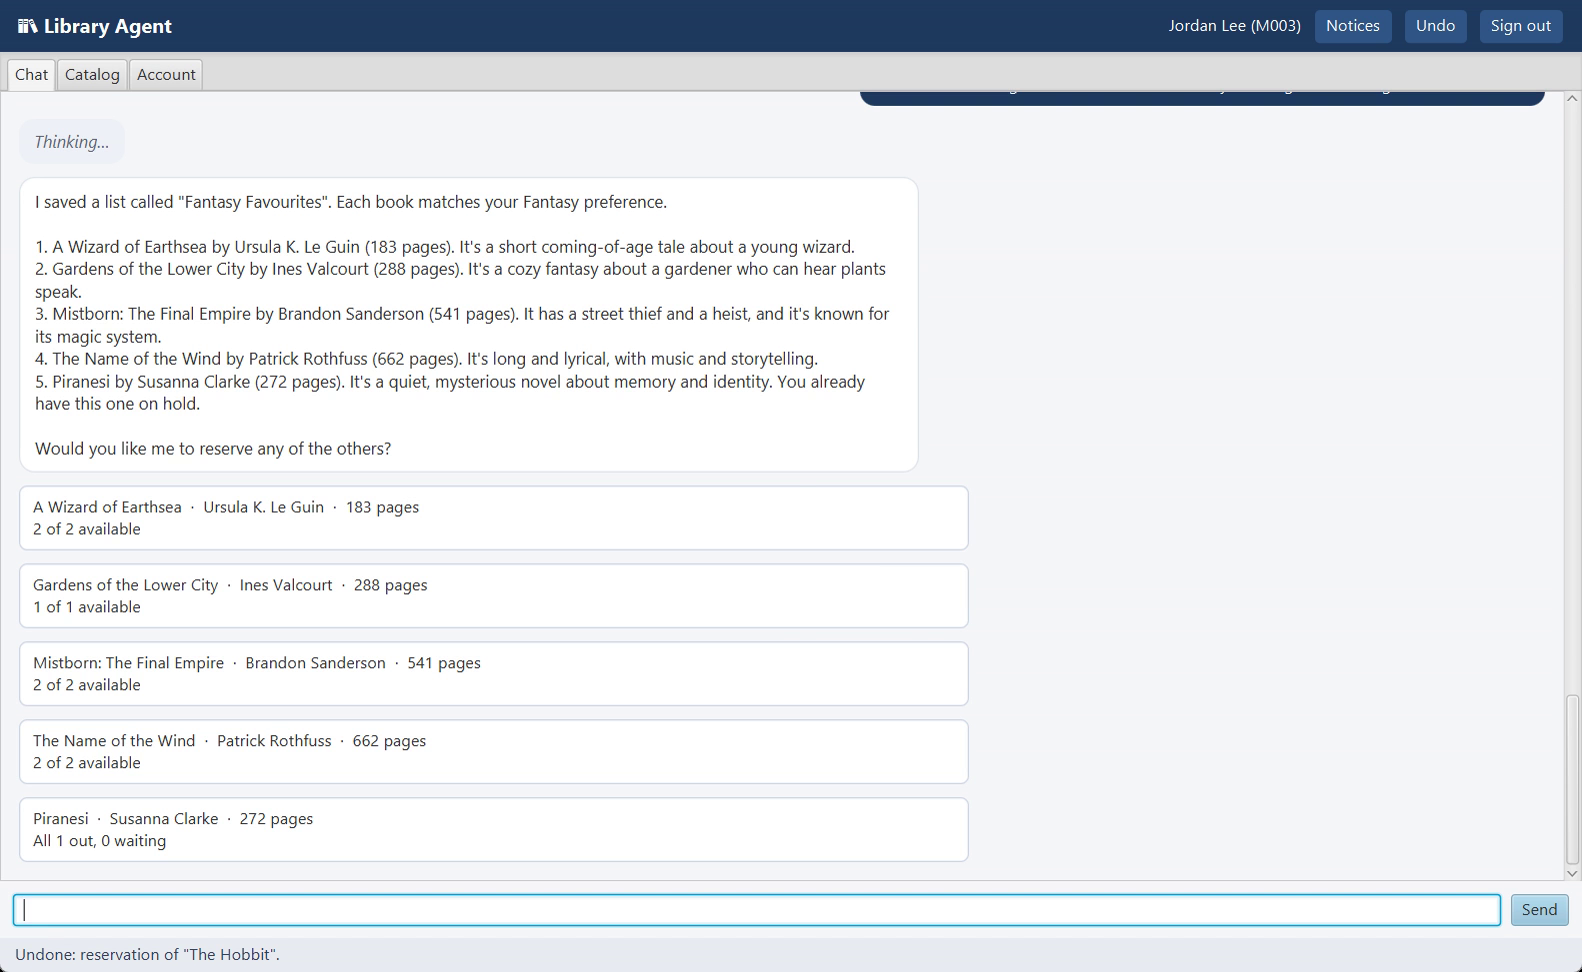 Library Agent
Jordan Lee (M003)
Notices
Undo
Sign out
Chat
Catalog
Account
Thinking...
I saved a list called "Fantasy Favourites". Each book matches your Fantasy preference.
1. A Wizard of Earthsea by Ursula K. Le Guin (183 pages). It's a short coming-of-age tale about a young wizard.
2. Gardens of the Lower City by Ines Valcourt (288 pages). It's a cozy fantasy about a gardener who can hear plants
speak.
3. Mistborn: The Final Empire by Brandon Sanderson (541 pages). It has a street thief and a heist, and it's known for
its magic system.
4. The Name of the Wind by Patrick Rothfuss (662 pages). It's long and lyrical, with music and storytelling.
5. Piranesi by Susanna Clarke (272 pages). It's a quiet, mysterious novel about memory and identity. You already
have this one on hold.
Would you like me to reserve any of the others?
A Wizard of Earthsea · Ursula K. Le Guin · 183 pages
2 of 2 available
Gardens of the Lower City · Ines Valcourt · 288 pages
1 of 1 available
Mistborn: The Final Empire · Brandon Sanderson · 541 pages
2 of 2 available
The Name of the Wind · Patrick Rothfuss · 662 pages
2 of 2 available
Piranesi · Susanna Clarke · 272 pages
All 1 out, 0 waiting
Send
Undone: reservation of "The Hobbit".